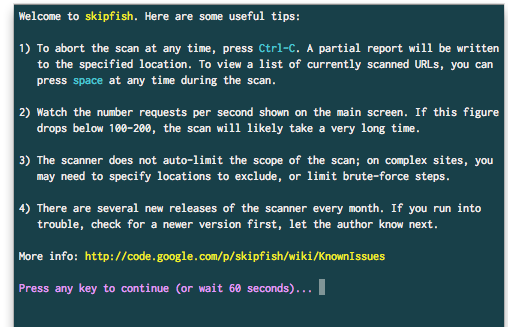 Welcome to skipfish. Here are some useful tips:
1) To abort the scan at any time, press Ctrl-C. A partial report will be written
to the specified location. To view a list of currently scanned URLs, you can
press space at any time during the scan.
2) Watch the number requests per second shown on the main screen. If this figure
drops below 100-200, the scan will likely take a very long time.
3) The scanner does not auto-limit the scope of the scan; on complex sites, you
may need to specify locations to exclude, or limit brute-force steps.
4) There are several new releases of the scanner every month. If you run into
trouble, check for a newer version first, let the author know next.
More info: http://code.google.com/p/skipfish/wiki/KnownIssues
Press any key to continue (or wait 60 seconds)...